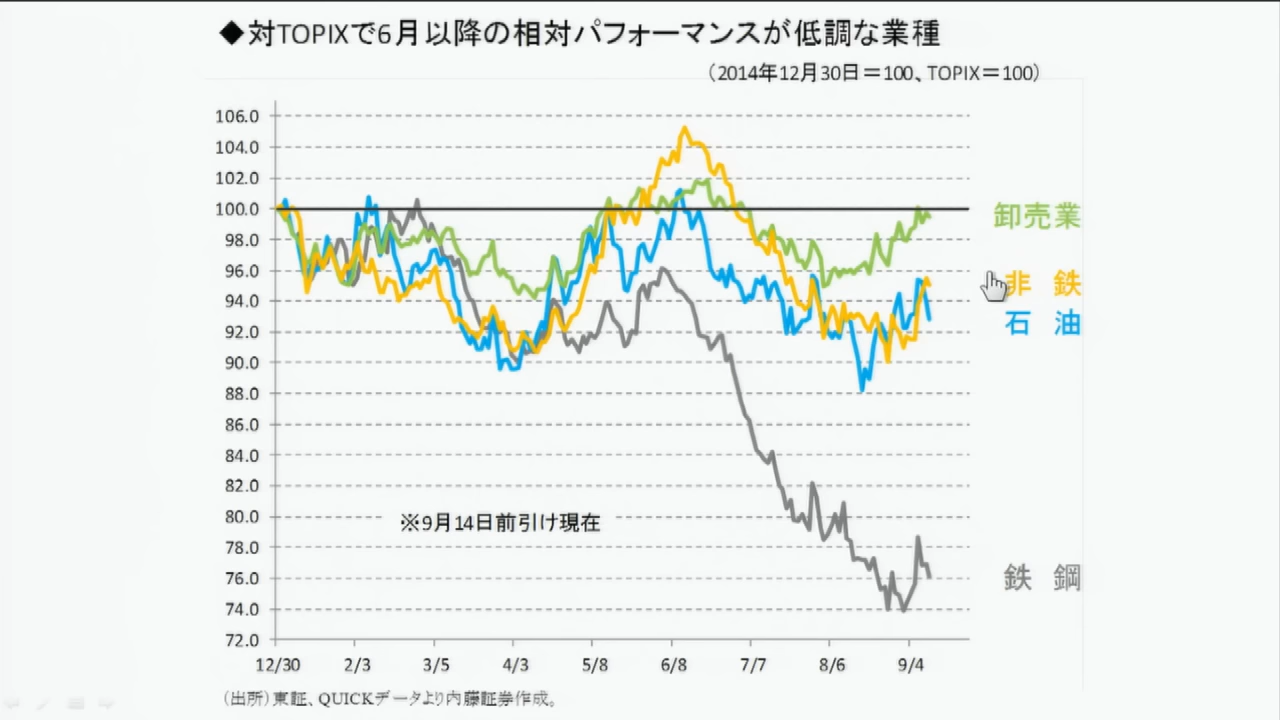 ◆対TOPIXで6月以降の相対パフォーマンスが低調な業種
（2014年12月30日＝100、TOPIX＝100）
106.0
104.0
102.0
100.0
98.0
96.0
94.0
92.0
90.0
88.0
86.0
84.0
82.0
80.0
78.0
76.0
74.0
72.0
卸売業
非 鉄
石 油
※9月14日前引け現在
鉄 鋼
12/30 2/3 3/5 4/3 5/8 6/8 7/7 8/6 9/4
（出所）東証、QUICKデータより内藤証券作成。